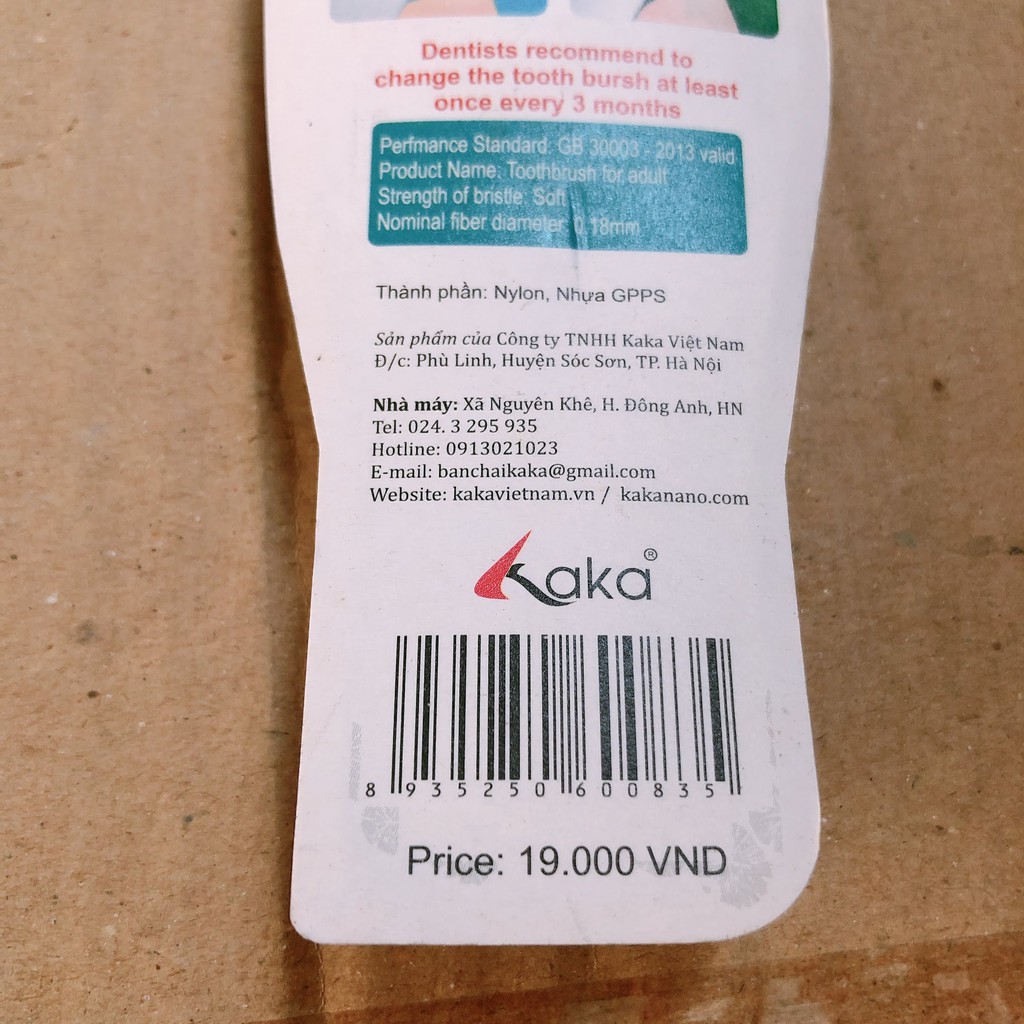 Dentists recommend to
change the tooth bursh at least
once every 3 months
Perfmance Standard: GB 30003 - 2013 valid
Product Name: Toothbrush for adult
Strength of bristle: Soft
Nominal fiber diameter: 0.18mm
Thành phần: Nylon, Nhựa GPPS
Sản phẩm của Công ty TNHH Kaka Việt Nam
Đ/c: Phù Linh, Huyện Sóc Sơn, TP. Hà Nội
Nhà máy: Xã Nguyên Khê, H. Đông Anh, HN
Tel: 024. 3 295 935
Hotline: 0913021023
E-mail: banchaikaka@gmail.com
Website: kakavietnam.vn / kakanano.com
Kaka®
8 935250 600835
Price: 19.000 VND